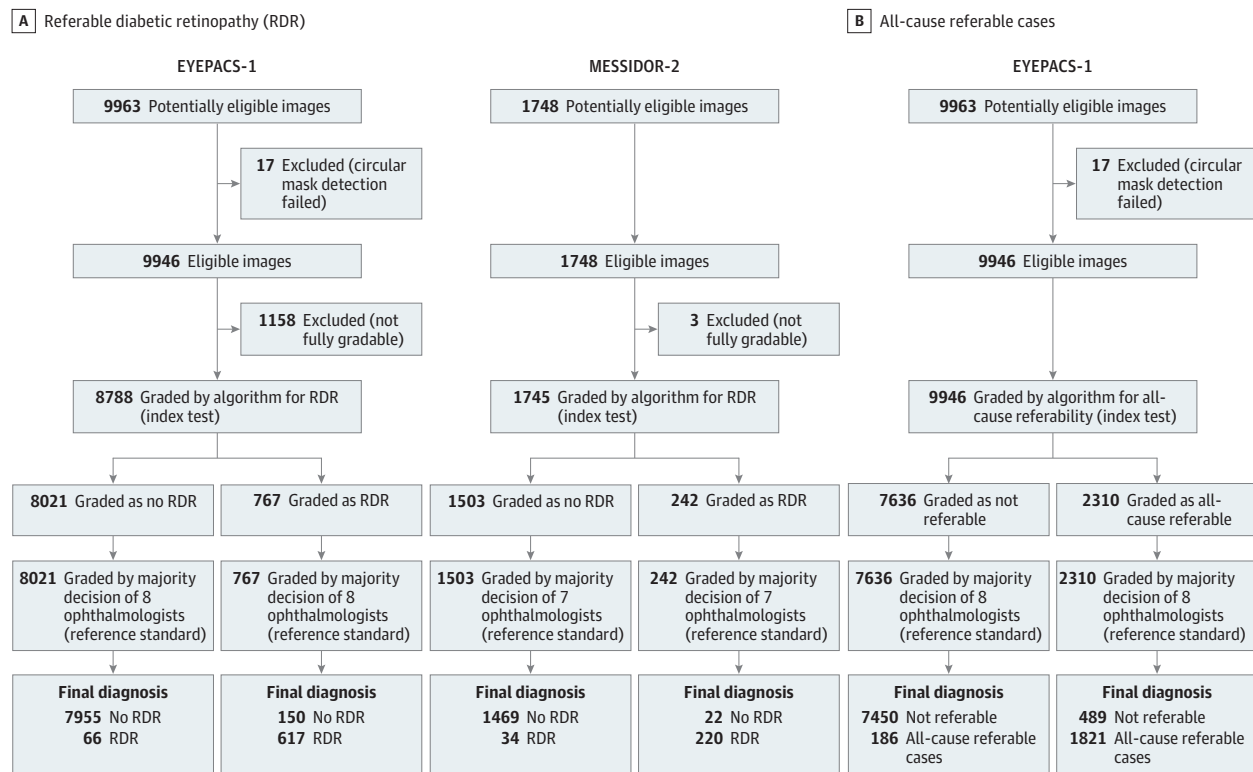 A Referable diabetic retinopathy (RDR)
EYEPACS-1
9963 Potentially eligible images
17 Excluded (circular
mask detection
failed)
9946 Eligible images
1158 Excluded (not
fully gradable)
8788 Graded by algorithm for RDR
(index test)
8021 Graded as no RDR
767 Graded as RDR
8021 Graded by majority
decision of 8
ophthalmologists
(reference standard)
767 Graded by majority
decision of 8
ophthalmologists
(reference standard)
Final diagnosis
7955 No RDR
66 RDR
Final diagnosis
150 No RDR
617 RDR
MESSIDOR-2
1748 Potentially eligible images
1748 Eligible images
3 Excluded (not
fully gradable)
1745 Graded by algorithm for RDR
(index test)
1503 Graded as no RDR
242 Graded as RDR
1503 Graded by majority
decision of 7
ophthalmologists
(reference standard)
242 Graded by majority
decision of 7
ophthalmologists
(reference standard)
Final diagnosis
1469 No RDR
34 RDR
Final diagnosis
22 No RDR
220 RDR
B All-cause referable cases
EYEPACS-1
9963 Potentially eligible images
17 Excluded (circular
mask detection
failed)
9946 Eligible images
9946 Graded by algorithm for all-
cause referability (index test)
7636 Graded as not
referable
2310 Graded as all-
cause referable
7636 Graded by majority
decision of 8
ophthalmologists
(reference standard)
2310 Graded by majority
decision of 8
ophthalmologists
(reference standard)
Final diagnosis
7450 Not referable
186 All-cause referable
cases
Final diagnosis
489 Not referable
1821 All-cause referable
cases